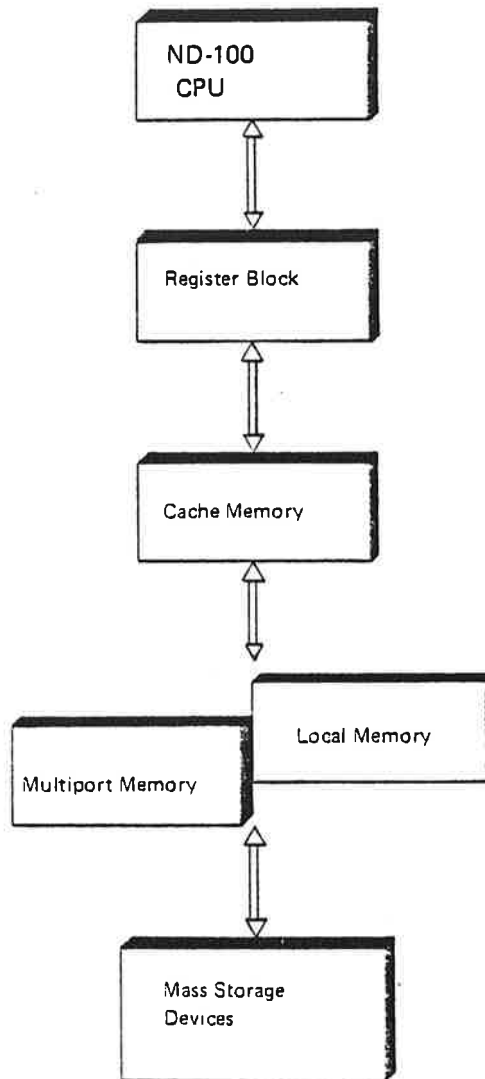 ND-100
CPU
Register Block
Cache Memory
Local Memory
Multiport Memory
Mass Storage
Devices